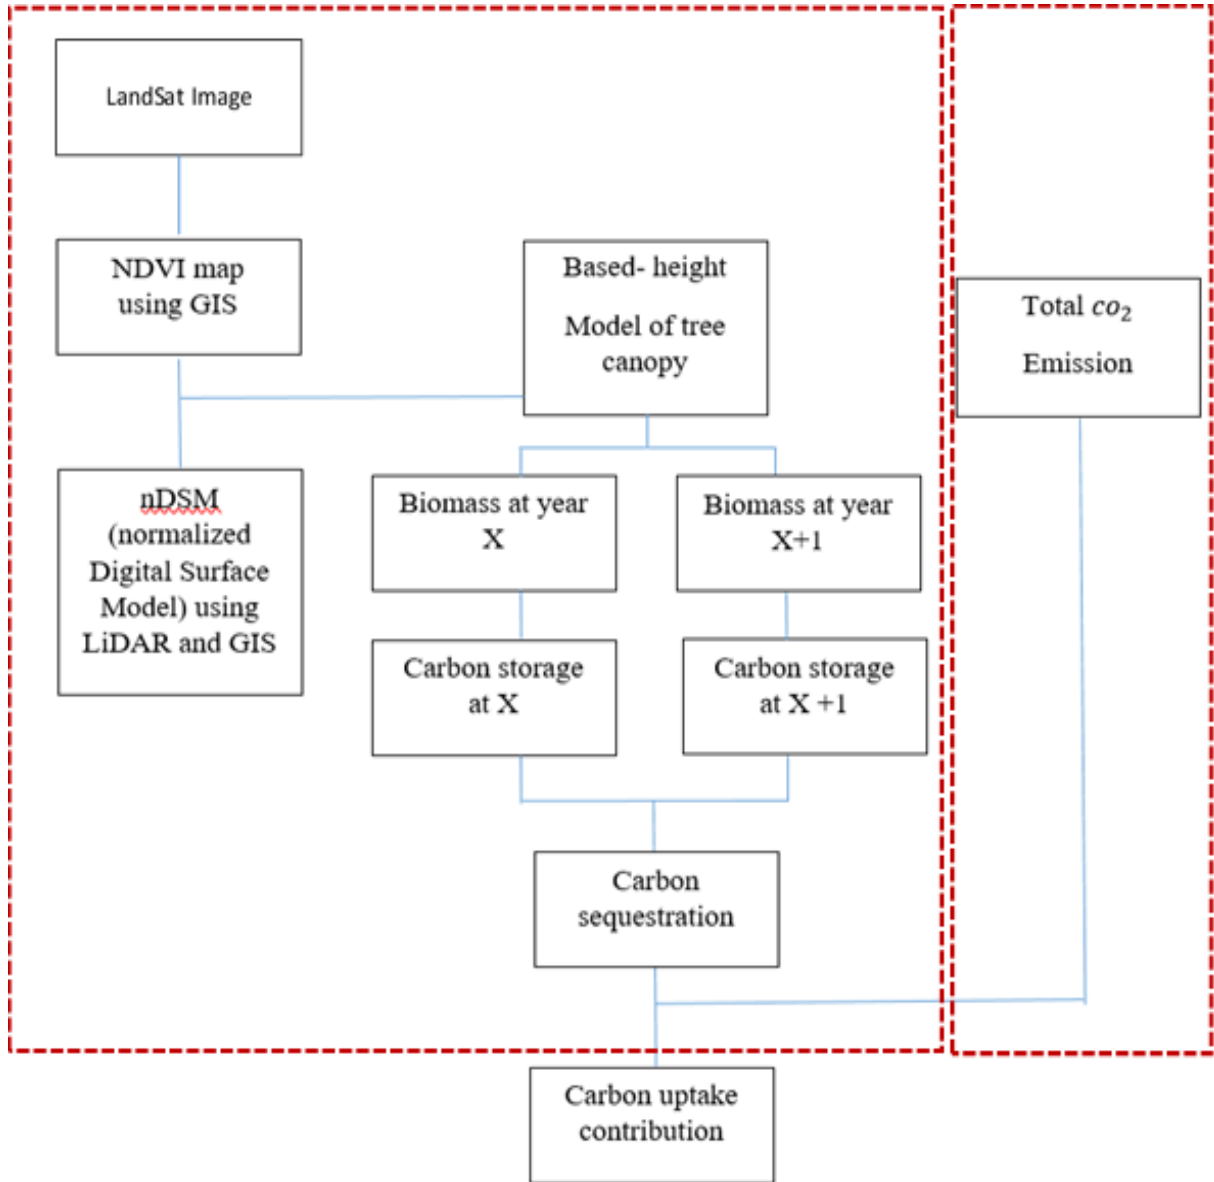 LandSat Image
NDVI map
using GIS
Based- height
Model of tree
canopy
Total co₂
Emission
nDSM
(normalized
Digital Surface
Model) using
LiDAR and GIS
Biomass at year
X
Biomass at year
X+1
Carbon storage
at X
Carbon storage
at X +1
Carbon
sequestration
Carbon uptake
contribution